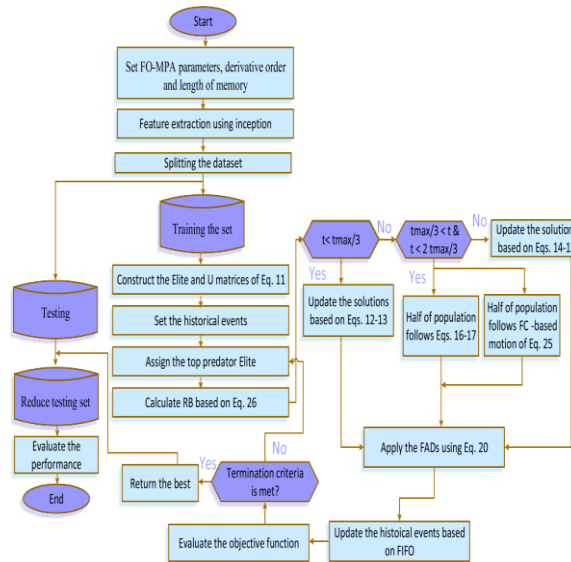 Start
Set FO-MPA parameters, derivative order
and length of memory
Feature extraction using inception
Splitting the dataset
Training the set
Construct the Elite and U matrices of Eq. 11
Set the historical events
Assign the top predator Elite
Calculate RB based on Eq. 26
Testing
Reduce testing set
Evaluate the
performance
End
t< tmax/3
No
tmax/3 < t &
t < 2 tmax/3
No
Update the solutions
based on Eqs. 14-1
Yes
Update the solutions
based on Eqs. 12-13
Yes
Half of population
follows Eqs. 16-17
Half of population
follows FC -based
motion of Eq. 25
Apply the FADs using Eq. 20
Update the histoical events based
on FIFO
Evaluate the objective function
Termination criteria
is met?
No
Yes
Return the best